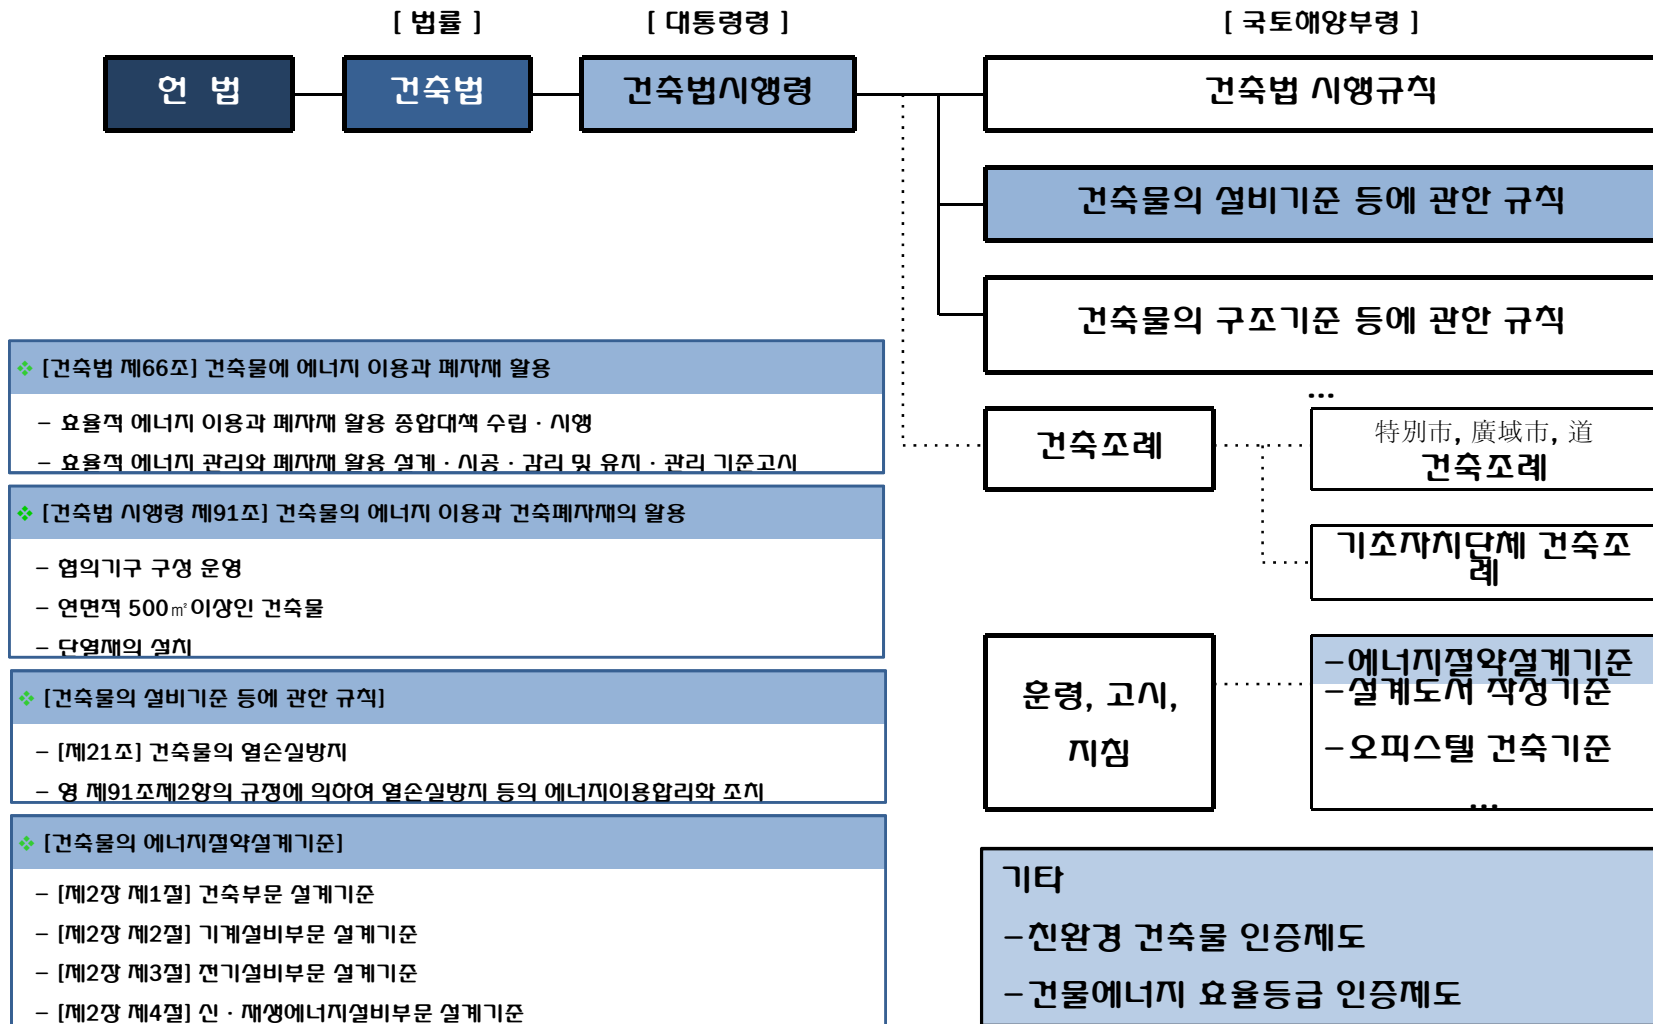 [ 법률 ]
[ 대통령령 ]
[ 국토해양부령 ]
헌 법
건축법
건축법시행령
건축법 시행규칙
건축물의 설비기준 등에 관한 규칙
건축물의 구조기준 등에 관한 규칙
...
건축조례
特別市, 廣域市, 道
건축조례
기초자치단체 건축조
례
훈령, 고시,
지침
-에너지절약설계기준
-설계도서 작성기준
-오피스텔 건축기준
...
기타
-친환경 건축물 인증제도
-건물에너지 효율등급 인증제도
[건축법 제66조] 건축물에 에너지 이용과 폐자재 활용
- 효율적 에너지 이용과 폐자재 활용 종합대책 수립 · 시행
- 효율적 에너지 관리와 폐자재 활용 설계 · 시공 · 감리 및 유지 · 관리 기준고시
[건축법 시행령 제91조] 건축물의 에너지 이용과 건축폐자재의 활용
- 협의기구 구성 운영
- 연면적 500㎡이상인 건축물
- 단열재의 설치
[건축물의 설비기준 등에 관한 규칙]
- [제21조] 건축물의 열손실방지
- 영 제91조제2항의 규정에 의하여 열손실방지 등의 에너지이용합리화 조치
[건축물의 에너지절약설계기준]
- [제2장 제1절] 건축부문 설계기준
- [제2장 제2절] 기계설비부문 설계기준
- [제2장 제3절] 전기설비부문 설계기준
- [제2장 제4절] 신 · 재생에너지설비부문 설계기준